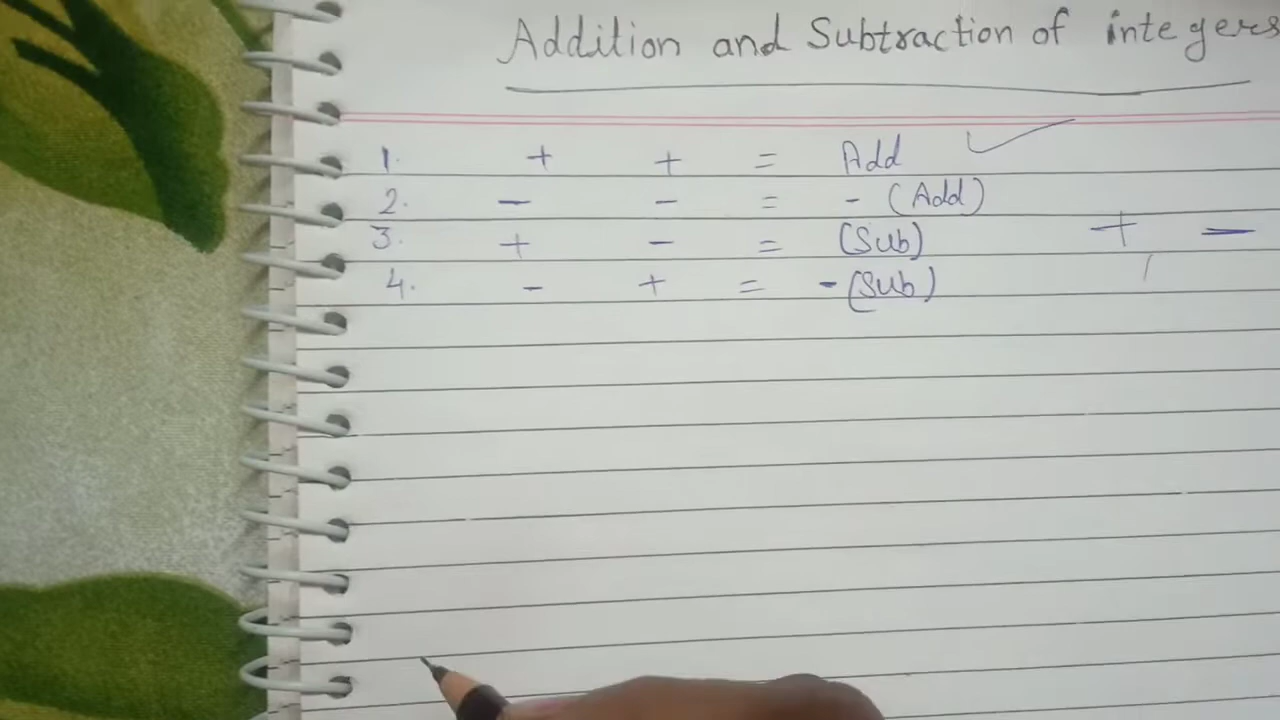 Addition and Subtraction of integers
1. + + = Add ✓
2. - - = - (Add)
3. + - = (Sub) + -
4. - + = - (Sub)